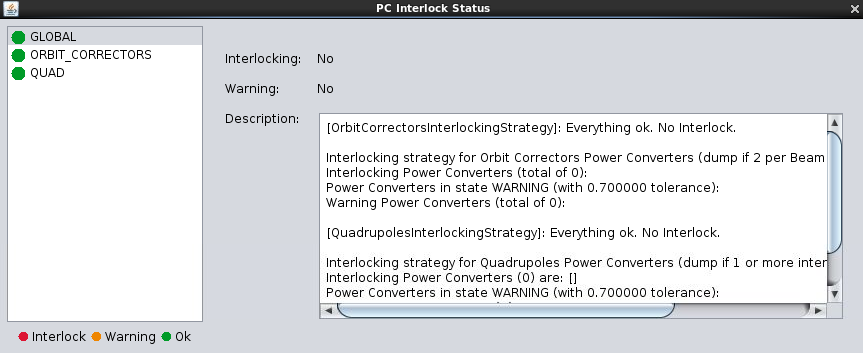 PC Interlock Status
GLOBAL
ORBIT_CORRECTORS
QUAD
Interlocking: No
Warning: No
Description:
[OrbitCorrectorsInterlockingStrategy]: Everything ok. No Interlock.
Interlocking strategy for Orbit Correctors Power Converters (dump if 2 per Beam
Interlocking Power Converters (total of 0):
Power Converters in state WARNING (with 0.700000 tolerance):
Warning Power Converters (total of 0):
[QuadrupolesInterlockingStrategy]: Everything ok. No Interlock.
Interlocking strategy for Quadrupoles Power Converters (dump if 1 or more inter
Interlocking Power Converters (0) are: []
Power Converters in state WARNING (with 0.700000 tolerance):
Interlock Warning Ok